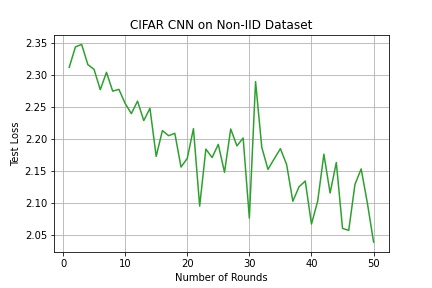 CIFAR CNN on Non-IID Dataset
Test Loss
2.35
2.30
2.25
2.20
2.15
2.10
2.05
0 10 20 30 40 50
Number of Rounds